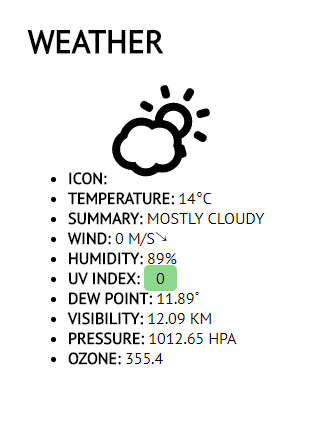 WEATHER
ICON:
TEMPERATURE: 14°C
SUMMARY: MOSTLY CLOUDY
WIND: 0 M/S↘
HUMIDITY: 89%
UV INDEX: 0
DEW POINT: 11.89°
VISIBILITY: 12.09 KM
PRESSURE: 1012.65 HPA
OZONE: 355.4